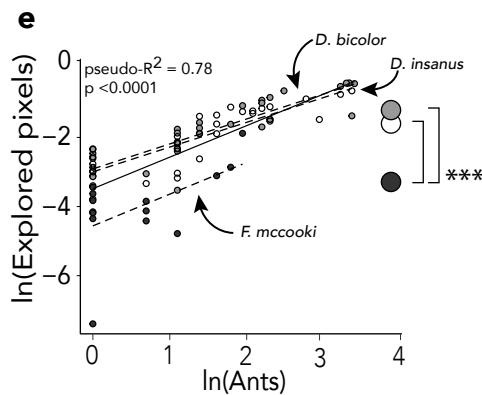 e
pseudo-R² = 0.78
p <0.0001
D. bicolor
D. insanus
F. mccooki
***
ln(Explored pixels)
0
−2
−4
−6
0 1 2 3 4
ln(Ants)